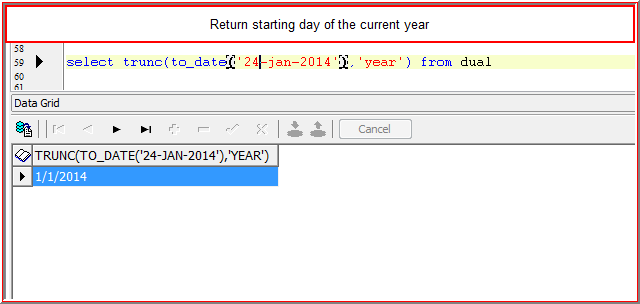 Return starting day of the current year
58
59 select trunc(to_date('24-jan-2014'),'year') from dual
60
61
Data Grid
Cancel
TRUNC(TO_DATE('24-JAN-2014'),'YEAR')
1/1/2014